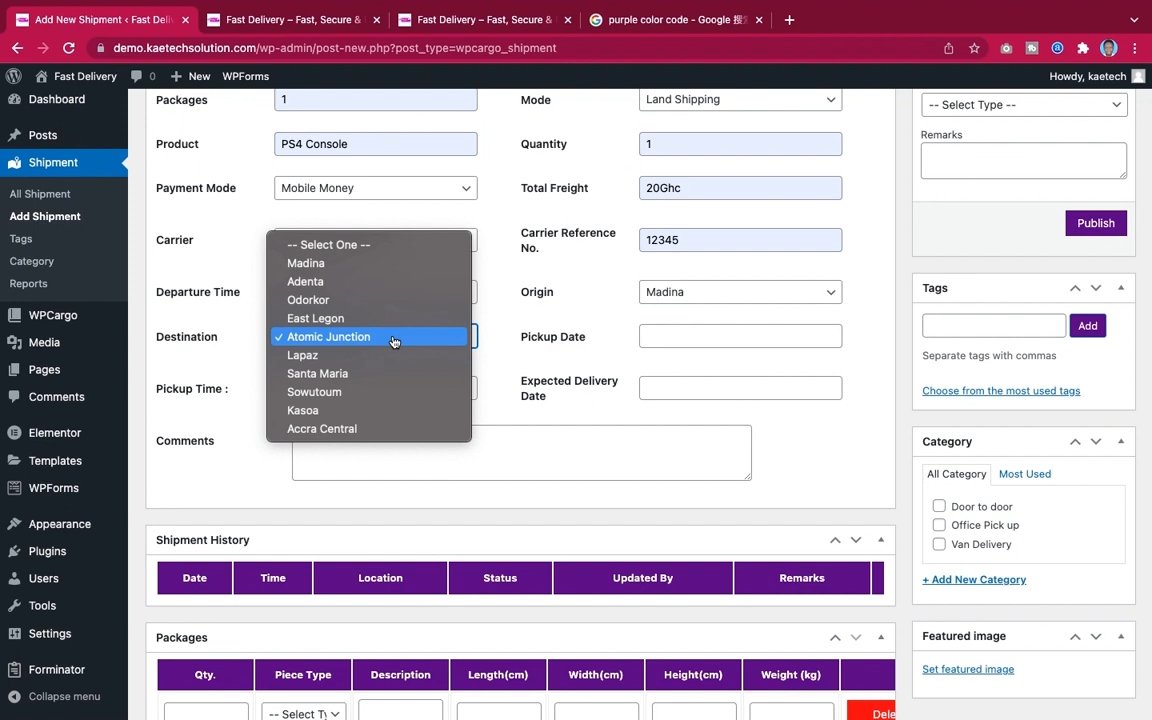 Add New Shipment ‹ Fast Deliv
Fast Delivery – Fast, Secure &
Fast Delivery – Fast, Secure &
purple color code - Google 搜
demo.kaetechsolution.com/wp-admin/post-new.php?post_type=wpcargo_shipment
Fast Delivery
0
New
WPForms
Howdy, kaetech
Dashboard
Posts
Shipment
All Shipment
Add Shipment
Tags
Category
Reports
WPCargo
Media
Pages
Comments
Elementor
Templates
WPForms
Appearance
Plugins
Users
Tools
Settings
Forminator
Collapse menu
Packages
1
Mode
Land Shipping
Product
PS4 Console
Quantity
1
Payment Mode
Mobile Money
Total Freight
20Ghc
Carrier
Carrier Reference
No.
12345
Departure Time
Origin
Madina
Destination
Pickup Date
Pickup Time :
Expected Delivery
Date
Comments
-- Select One --
Madina
Adenta
Odorkor
East Legon
✓ Atomic Junction
Lapaz
Santa Maria
Sowutoum
Kasoa
Accra Central
Shipment History
Date
Time
Location
Status
Updated By
Remarks
Packages
Qty.
Piece Type
Description
Length(cm)
Width(cm)
Height(cm)
Weight (kg)
-- Select Ty
Dele
-- Select Type --
Remarks
Publish
Tags
Add
Separate tags with commas
Choose from the most used tags
Category
All Category
Most Used
Door to door
Office Pick up
Van Delivery
+ Add New Category
Featured image
Set featured image